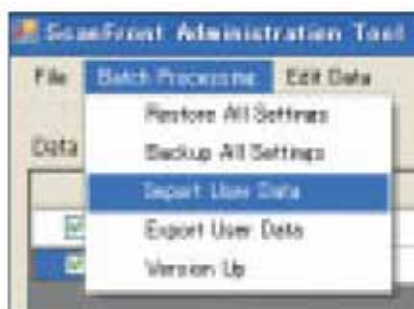 ScanFront Administration Tool
File Batch Processing Edit Data
Restore All Settings
Data
Backup All Settings
Import User Data
Export User Data
Version Up